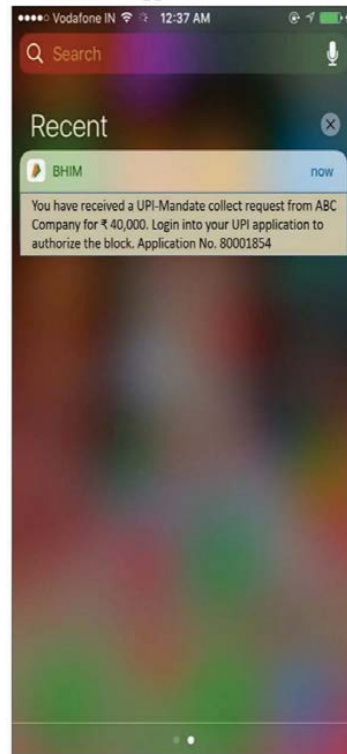 Vodafone IN 12:37 AM
Search
Recent
BHIM now
You have received a UPI-Mandate collect request from ABC
Company for ₹ 40,000. Login into your UPI application to
authorize the block. Application No. 80001854